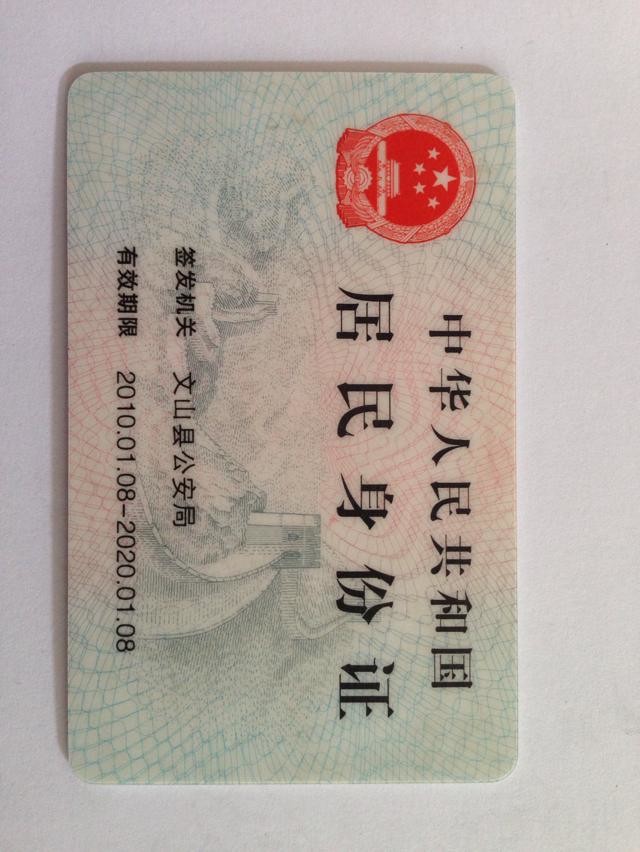 中华人民共和国
居民身份证
签发机关 文山县公安局
有效期限 2010.01.08-2020.01.08